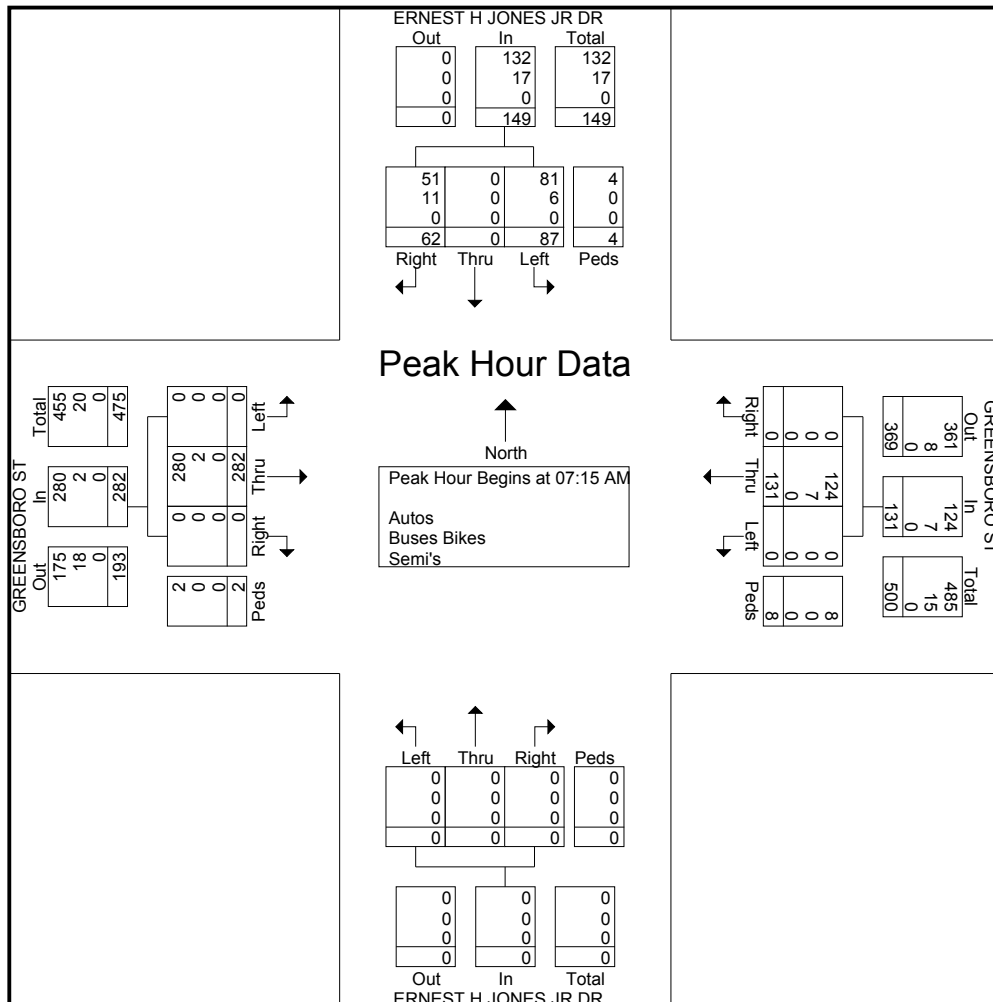 ERNEST H JONES JR DR
Out In Total
0 132 132
0 17 17
0 0 0
0 149 149
51 0 81 4
11 0 6 0
0 0 0 0
62 0 87 4
Right Thru Left Peds
Peak Hour Data
North
Peak Hour Begins at 07:15 AM
Autos
Buses Bikes
Semi's
GREENSBORO ST
Out In Total
175 280 455
18 2 20
0 0 0
193 282 475
Left Thru Right Peds
0 280 0 2
0 2 0 0
0 0 0 0
0 282 0 2
GREENSBORO ST
Out In Total
361 124 485
8 7 15
0 0 0
369 131 500
Right Thru Left Peds
0 124 0 8
0 7 0 0
0 0 0 0
0 131 0 8
Left Thru Right Peds
0 0 0 0
0 0 0 0
0 0 0 0
0 0 0 0
0 0 0
0 0 0
0 0 0
0 0 0
Out In Total
ERNEST H JONES JR DR